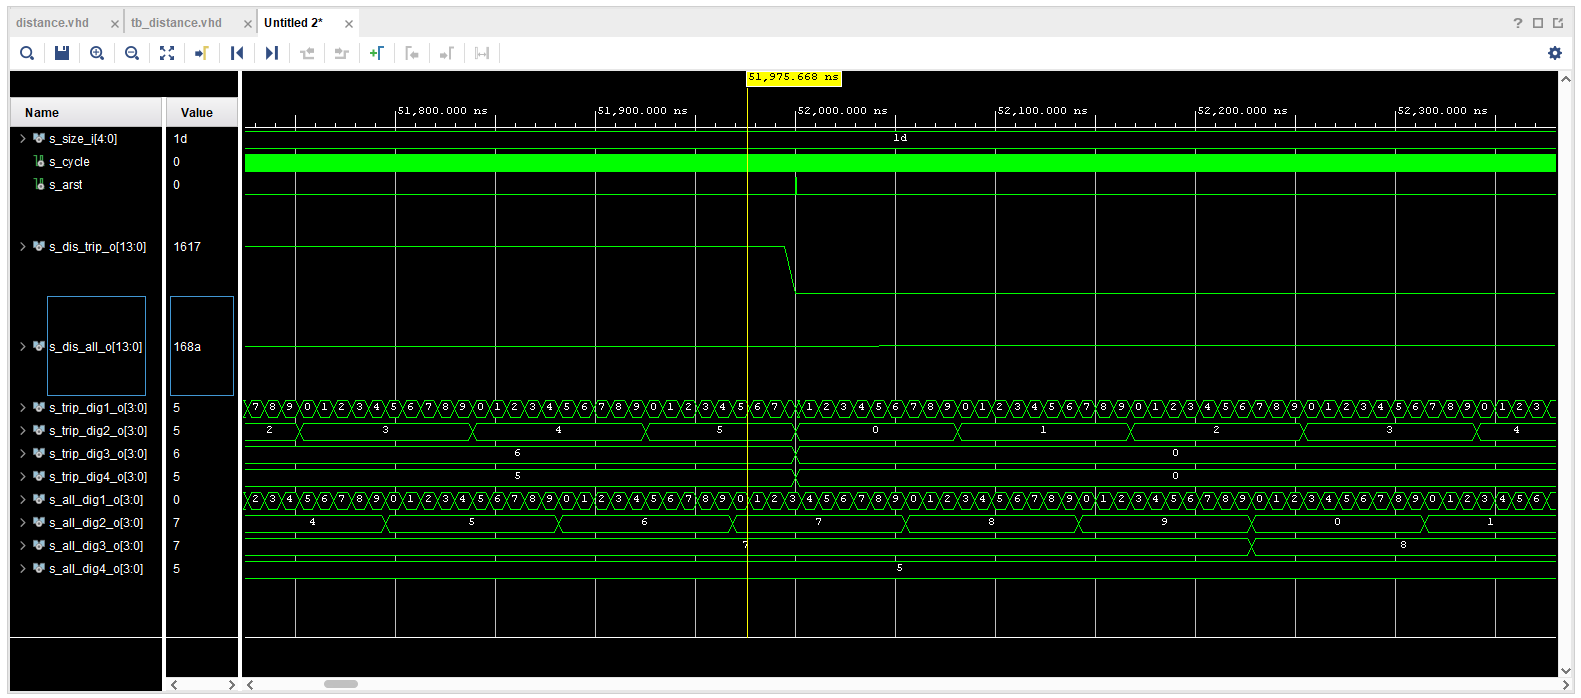 distance.vhd × tb_distance.vhd × Untitled 2* ×
?
51,975.668 ns
Name Value
51,800.000 ns 51,900.000 ns 52,000.000 ns 52,100.000 ns 52,200.000 ns 52,300.000 ns
s_size_i[4:0] 1d 1d
s_cycle 0
s_arst 0
s_dis_trip_o[13:0] 1617
s_dis_all_o[13:0] 168a
s_trip_dig1_o[3:0] 5 7 8 9 0 1 2 3 4 5 6 7 8 9 0 1 2 3 4 5 6 7 8 9 0 1 2 3 4 5 6 7 1 2 3 4 5 6 7 8 9 0 1 2 3 4 5 6 7 8 9 0 1 2 3 4 5 6 7 8 9 0 1 2 3 4 5 6 7 8 9 0 1 2 3
s_trip_dig2_o[3:0] 5 2 3 4 5 0 1 2 3 4
s_trip_dig3_o[3:0] 6 6 0
s_trip_dig4_o[3:0] 5 5 0
s_all_dig1_o[3:0] 0 2 3 4 5 6 7 8 9 0 1 2 3 4 5 6 7 8 9 0 1 2 3 4 5 6 7 8 9 0 1 2 3 4 5 6 7 8 9 0 1 2 3 4 5 6 7 8 9 0 1 2 3 4 5 6 7 8 9 0 1 2 3 4 5 6 7 8 9 0 1 2 3 4 5 6
s_all_dig2_o[3:0] 7 4 5 6 7 8 9 0 1
s_all_dig3_o[3:0] 7 7 8
s_all_dig4_o[3:0] 5 5